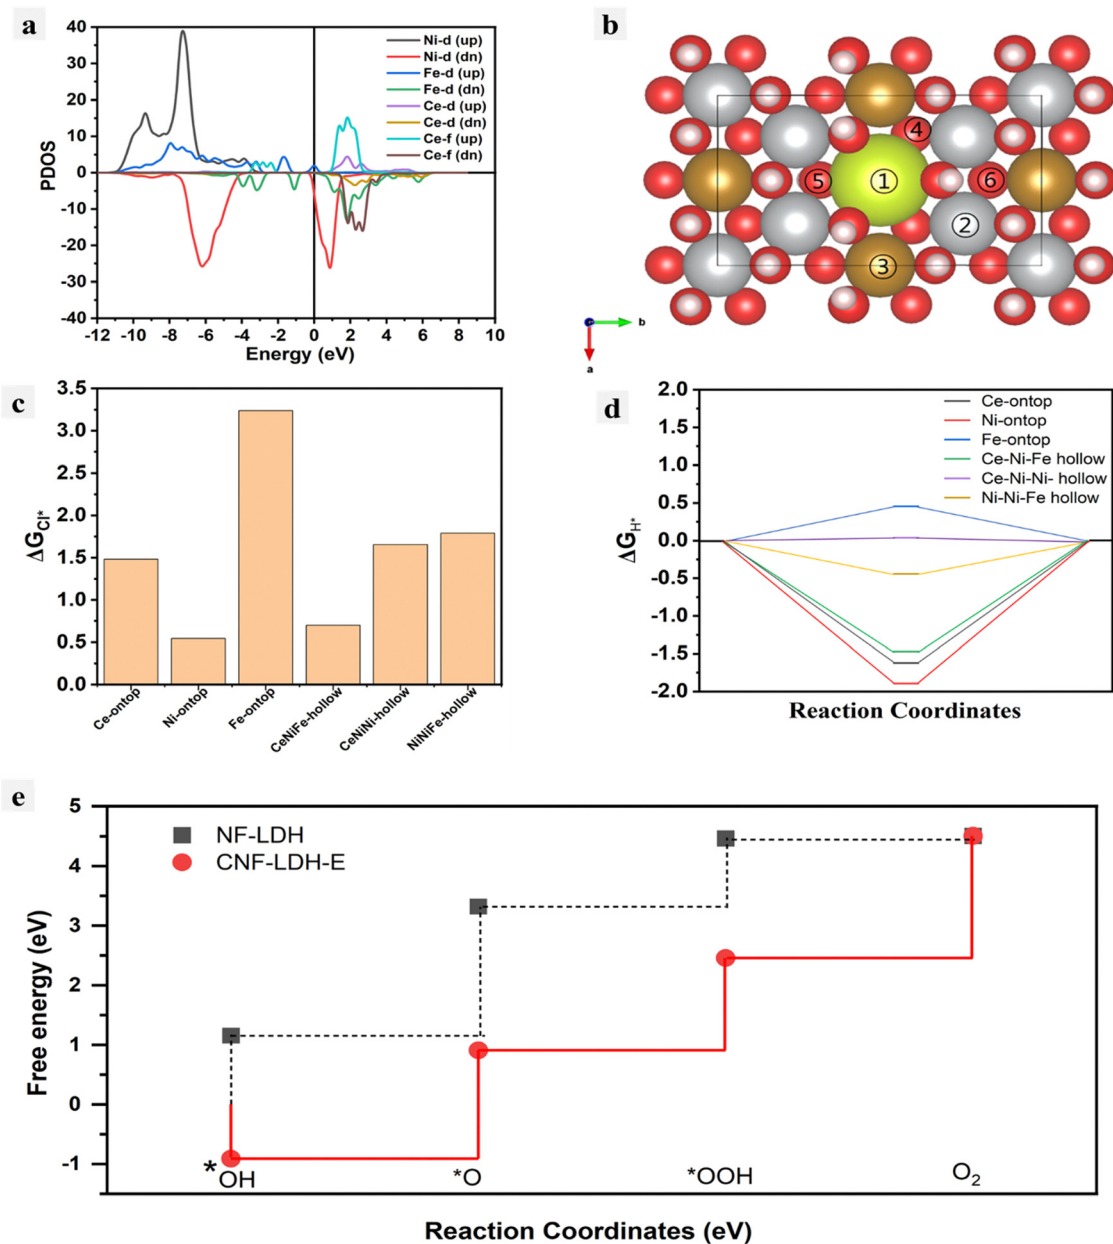 a
40
30
20
10
0
-10
-20
-30
-40
PDOS
-12 -10 -8 -6 -4 -2 0 2 4 6 8 10
Energy (eV)
Ni-d (up)
Ni-d (dn)
Fe-d (up)
Fe-d (dn)
Ce-d (up)
Ce-d (dn)
Ce-f (up)
Ce-f (dn)
b
4
5 1 6
2
3
b
a
c
3.5
3.0
2.5
2.0
1.5
1.0
0.5
0.0
ΔG_Cl*
Ce-ontop
Ni-ontop
Fe-ontop
CeNiFe-hollow
CeNiNi-hollow
NiNiFe-hollow
d
2.0
1.5
1.0
0.5
0.0
-0.5
-1.0
-1.5
-2.0
ΔG_H*
Ce-ontop
Ni-ontop
Fe-ontop
Ce-Ni-Fe hollow
Ce-Ni-Ni- hollow
Ni-Ni-Fe hollow
Reaction Coordinates
e
5
4
3
2
1
0
-1
Free energy (eV)
NF-LDH
CNF-LDH-E
*OH *O *OOH O₂
Reaction Coordinates (eV)